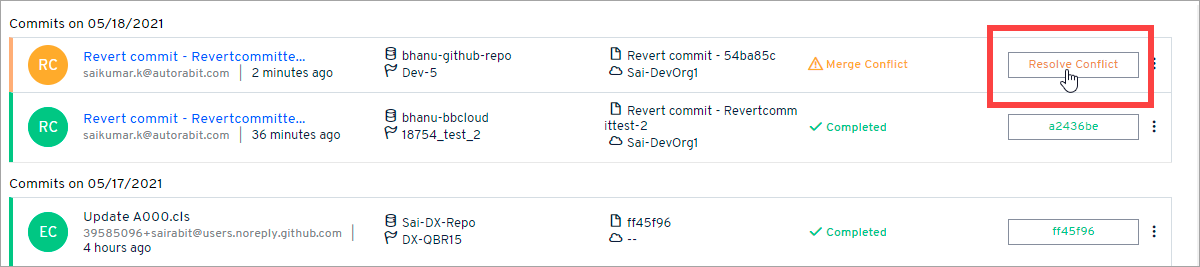 Commits on 05/18/2021
RC
Revert commit - Revertcommitte...
saikumar.k@autorabit.com | 2 minutes ago
bhanu-github-repo
Dev-5
Revert commit - 54ba85c
Sai-DevOrg1
Merge Conflict
Resolve Conflict
RC
Revert commit - Revertcommitte...
saikumar.k@autorabit.com | 36 minutes ago
bhanu-bbcloud
18754_test_2
Revert commit - Revertcomm
ittest-2
Sai-DevOrg1
Completed
a2436be
Commits on 05/17/2021
EC
Update A000.cls
39585096+sairabit@users.noreply.github.com |
4 hours ago
Sai-DX-Repo
DX-QBR15
ff45f96
--
Completed
ff45f96